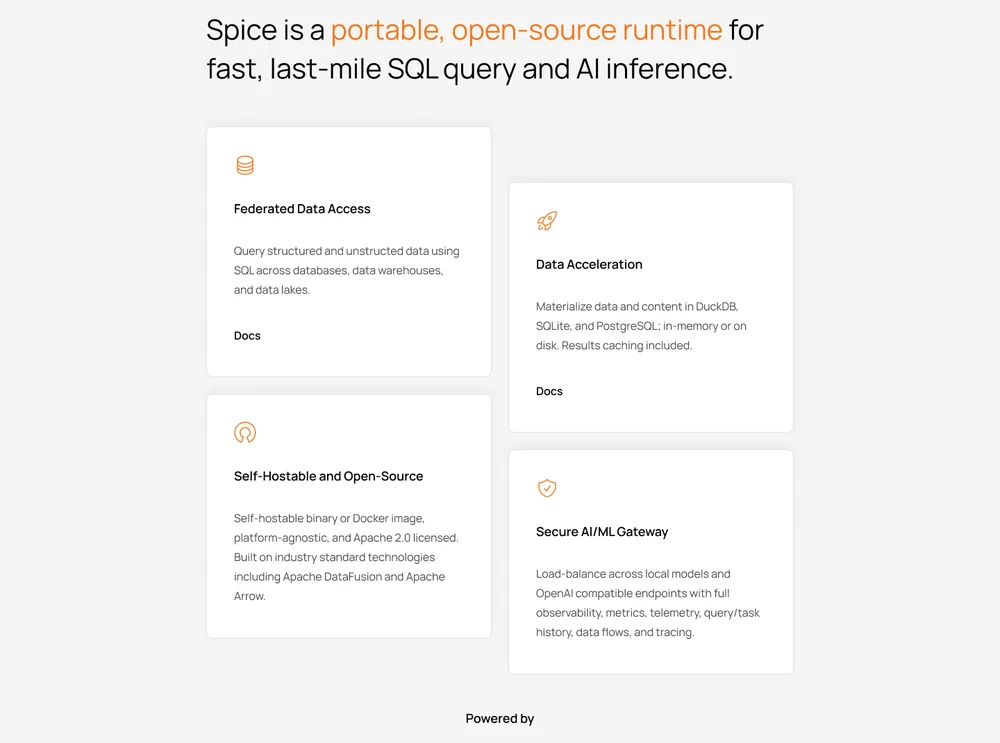 Spice is a portable, open-source runtime for
fast, last-mile SQL query and AI inference.
Federated Data Access
Query structured and unstructed data using
SQL across databases, data warehouses,
and data lakes.
Docs
Data Acceleration
Materialize data and content in DuckDB,
SQLite, and PostgreSQL; in-memory or on
disk. Results caching included.
Docs
Self-Hostable and Open-Source
Self-hostable binary or Docker image,
platform-agnostic, and Apache 2.0 licensed.
Built on industry standard technologies
including Apache DataFusion and Apache
Arrow.
Secure AI/ML Gateway
Load-balance across local models and
OpenAI compatible endpoints with full
observability, metrics, telemetry, query/task
history, data flows, and tracing.
Powered by